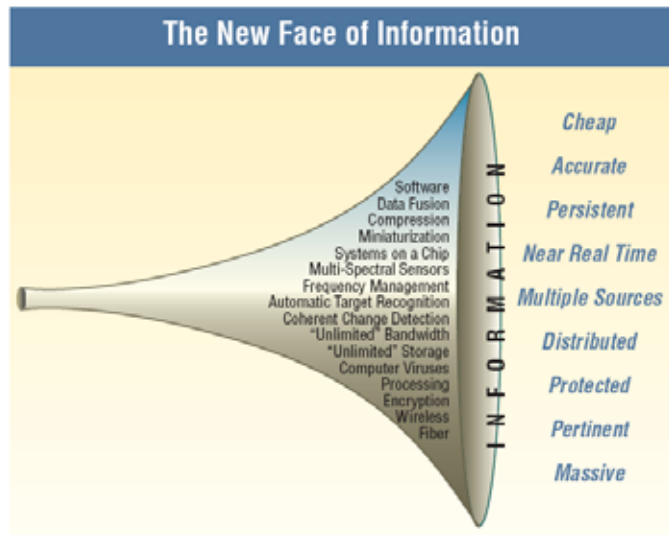 The New Face of Information
Software
Data Fusion
Compression
Miniaturization
Systems on a Chip
Multi-Spectral Sensors
Frequency Management
Automatic Target Recognition
Coherent Change Detection
“Unlimited” Bandwidth
“Unlimited” Storage
Computer Viruses
Processing
Encryption
Wireless
Fiber
INFORMATION
Cheap
Accurate
Persistent
Near Real Time
Multiple Sources
Distributed
Protected
Pertinent
Massive